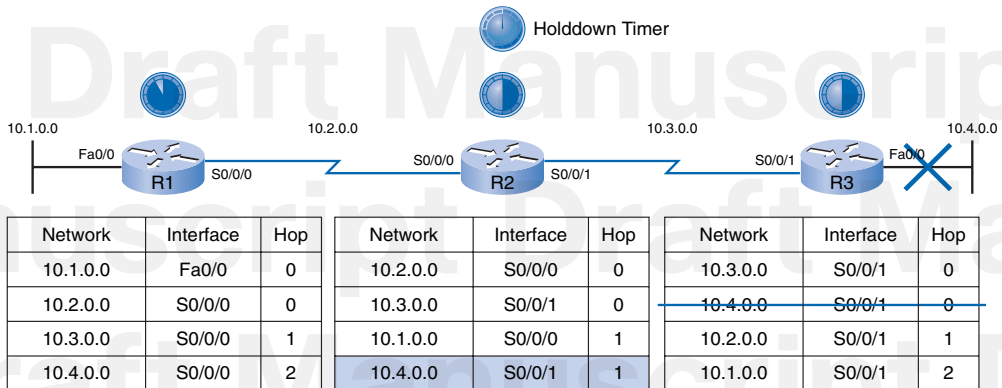 Draft Manuscrip
Holddown Timer
10.1.0.0 10.2.0.0 10.3.0.0 10.4.0.0
Fa0/0 R1 S0/0/0 S0/0/0 R2 S0/0/1 S0/0/1 R3 Fa0/0
nuscript Draft Ma
Network Interface Hop Network Interface Hop Network Interface Hop
10.1.0.0 Fa0/0 0 10.2.0.0 S0/0/0 0 10.3.0.0 S0/0/1 0
10.2.0.0 S0/0/0 0 10.3.0.0 S0/0/1 0 10.4.0.0 S0/0/1 0
10.3.0.0 S0/0/0 1 10.1.0.0 S0/0/0 1 10.2.0.0 S0/0/1 1
10.4.0.0 S0/0/0 2 10.4.0.0 S0/0/1 1 10.1.0.0 S0/0/1 2
raft Manuscript D